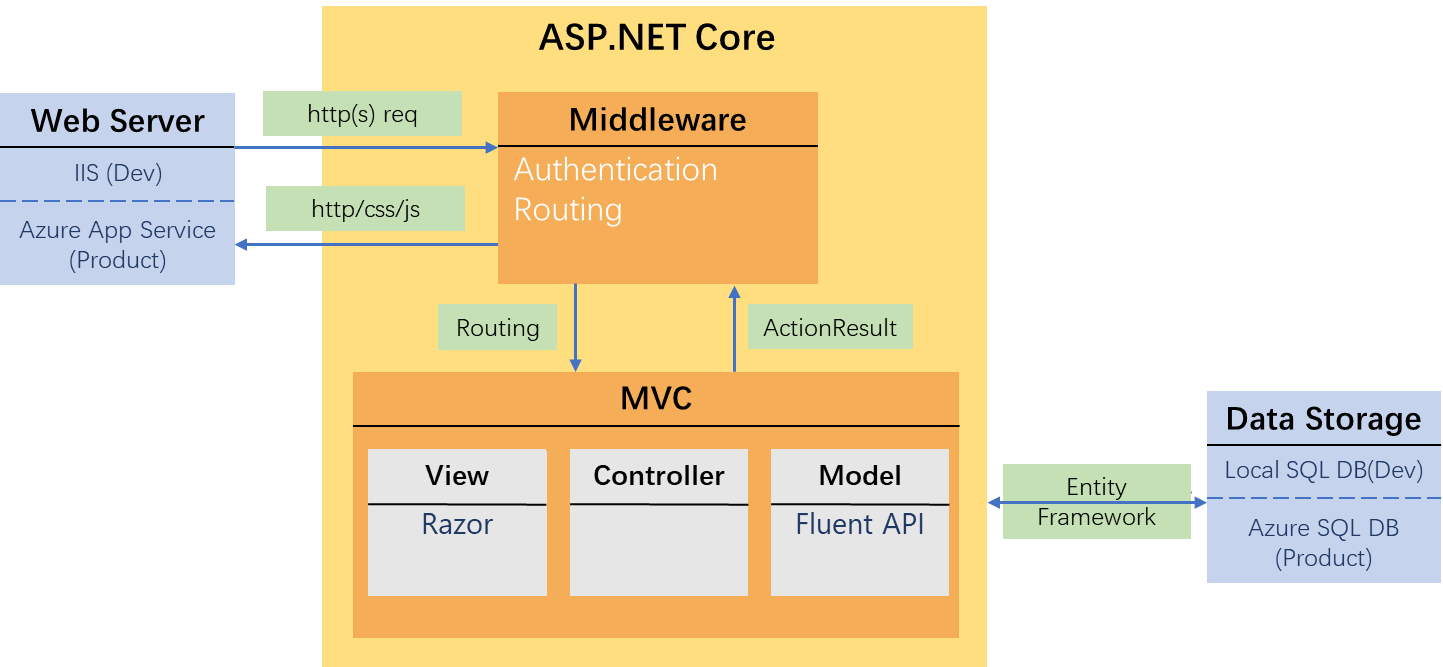 ASP.NET Core
Web Server
IIS (Dev)
Azure App Service
(Product)
http(s) req
http/css/js
Middleware
Authentication
Routing
Routing
ActionResult
MVC
View
Razor
Controller
Model
Fluent API
Entity
Framework
Data Storage
Local SQL DB(Dev)
Azure SQL DB
(Product)